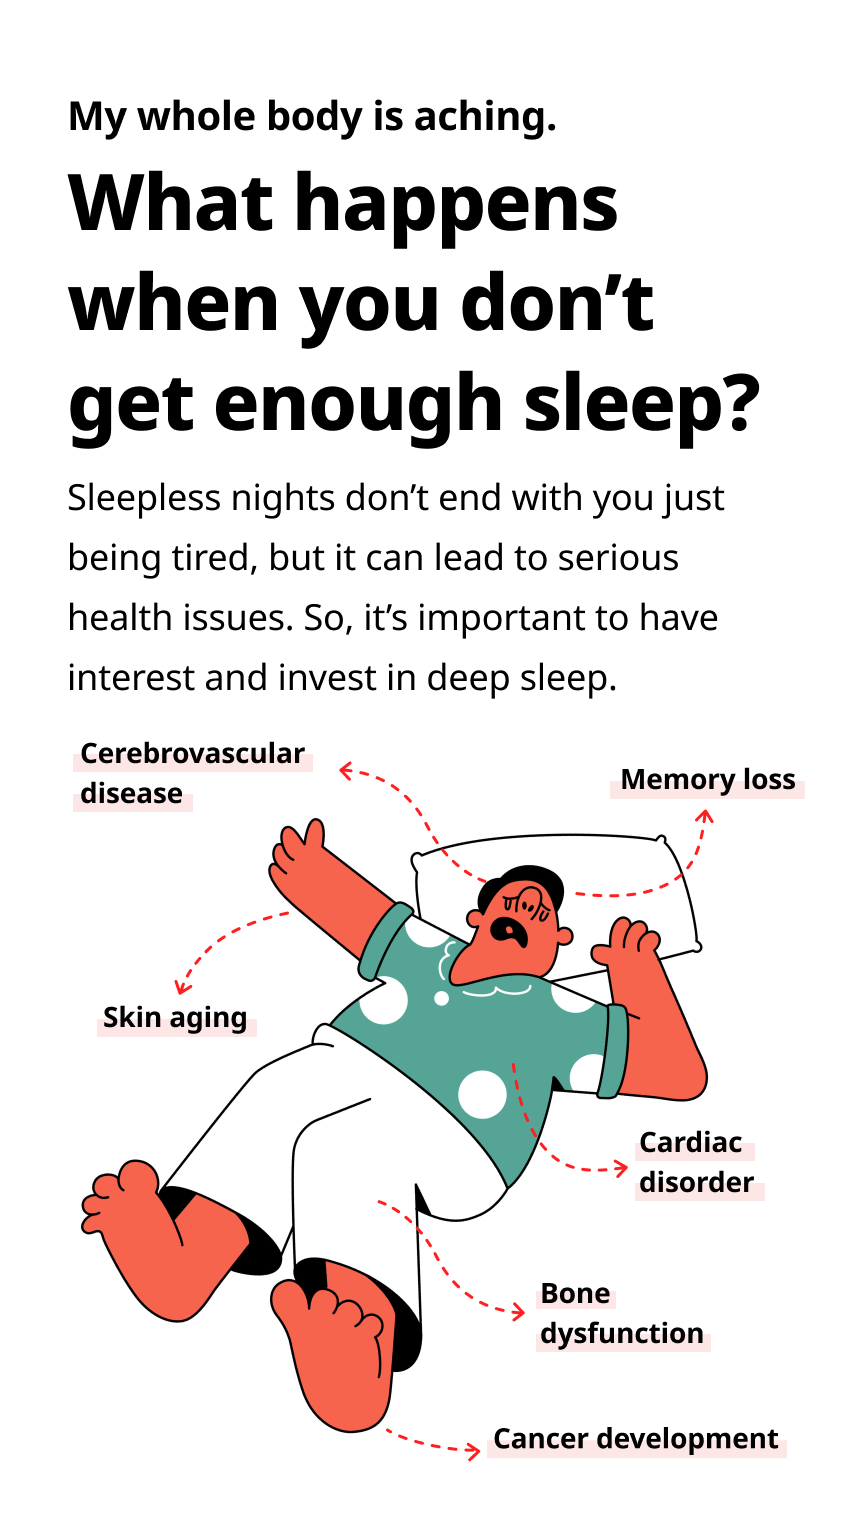 My whole body is aching.
What happens
when you don’t
get enough sleep?
Sleepless nights don’t end with you just
being tired, but it can lead to serious
health issues. So, it’s important to have
interest and invest in deep sleep.
Cerebrovascular
disease
Memory loss
Skin aging
Cardiac
disorder
Bone
dysfunction
Cancer development